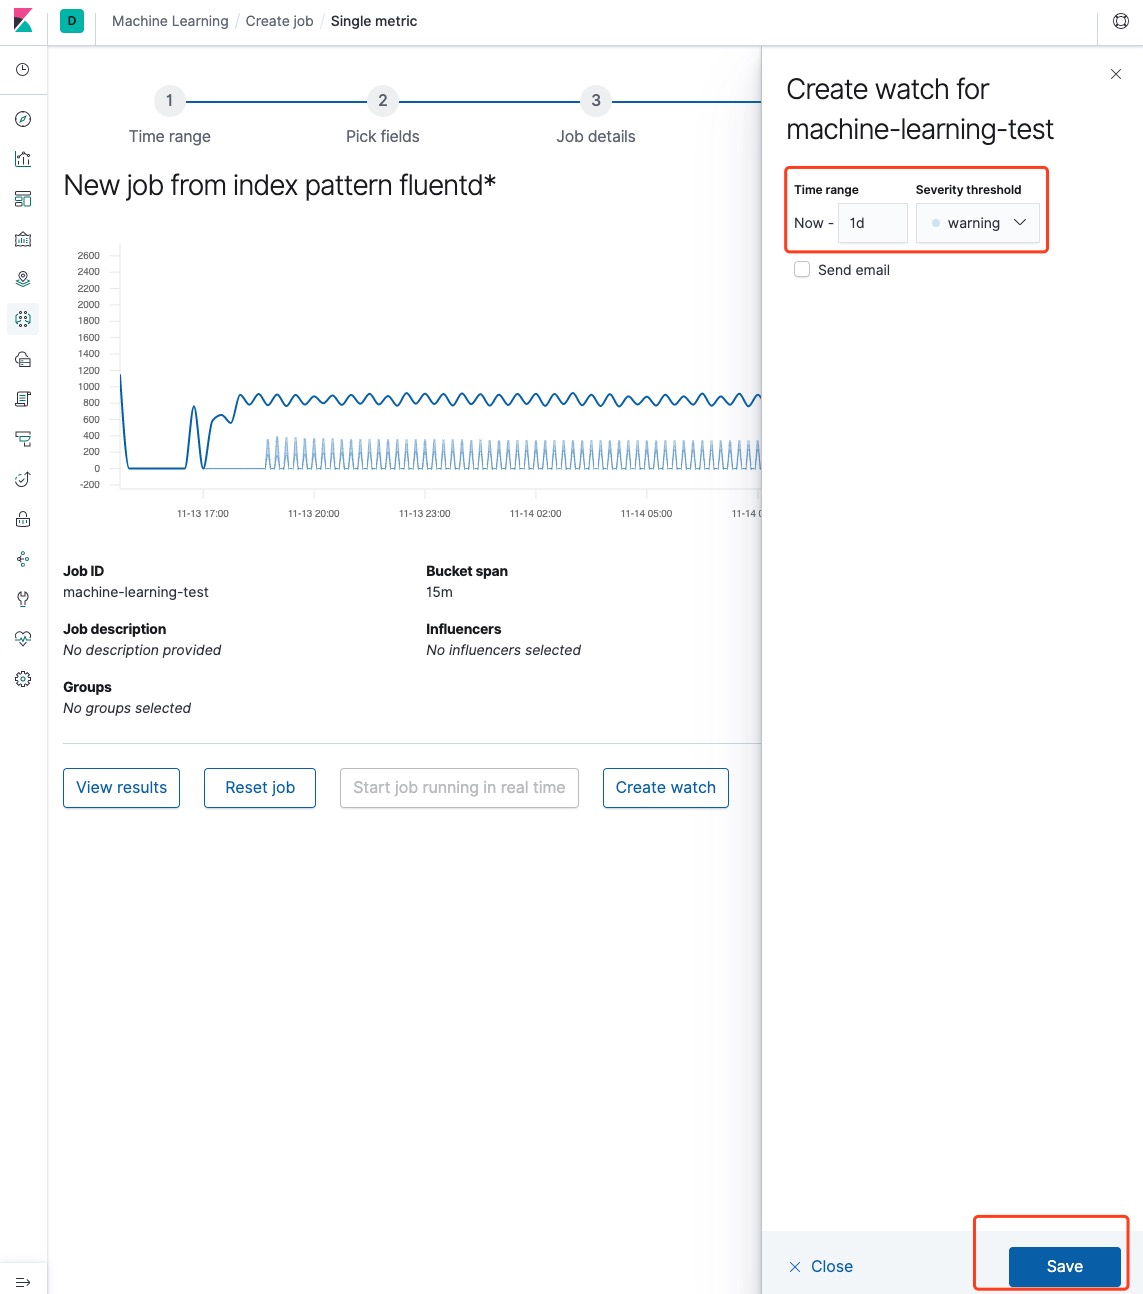 D Machine Learning / Create job / Single metric
1 2 3
Time range Pick fields Job details
New job from index pattern fluentd*
2600
2400
2200
2000
1800
1600
1400
1200
1000
800
600
400
200
0
-200
11-13 17:00 11-13 20:00 11-13 23:00 11-14 02:00 11-14 05:00 11-14 0
Job ID Bucket span
machine-learning-test 15m
Job description Influencers
No description provided No influencers selected
Groups
No groups selected
View results Reset job Start job running in real time Create watch
Create watch for
machine-learning-test
Time range Severity threshold
Now - 1d warning
Send email
Close Save